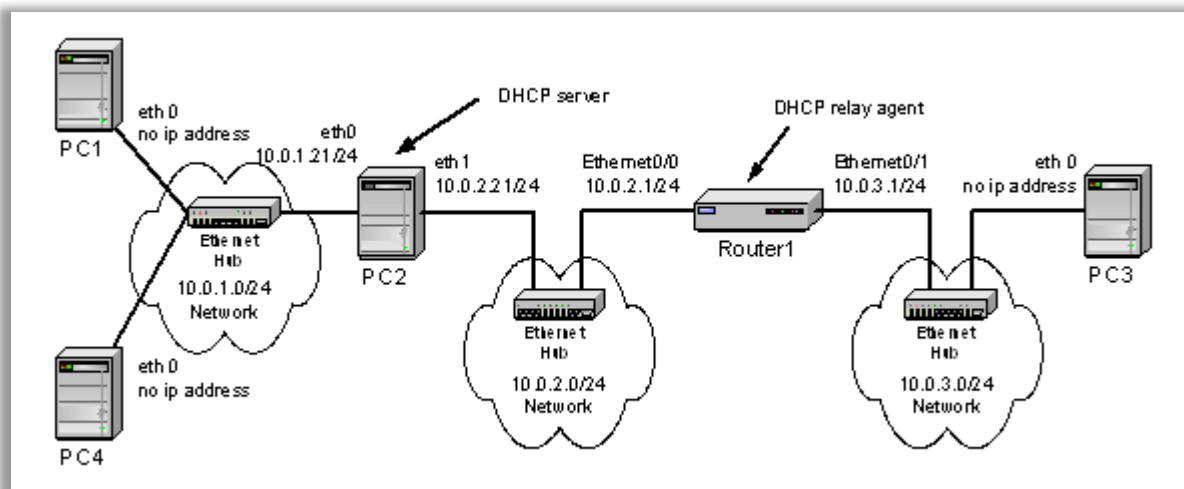 eth 0
no ip address
PC1
eth0
10.0.1.21/24
DHCP server
eth 1
10.0.2.21/24
PC2
Ethernet
Hub
10.0.1.0/24
Network
eth 0
no ip address
PC4
Ethernet0/0
10.0.2.1/24
DHCP relay agent
Router1
Ethernet0/1
10.0.3.1/24
eth 0
no ip address
PC3
Ethernet
Hub
10.0.2.0/24
Network
Ethernet
Hub
10.0.3.0/24
Network